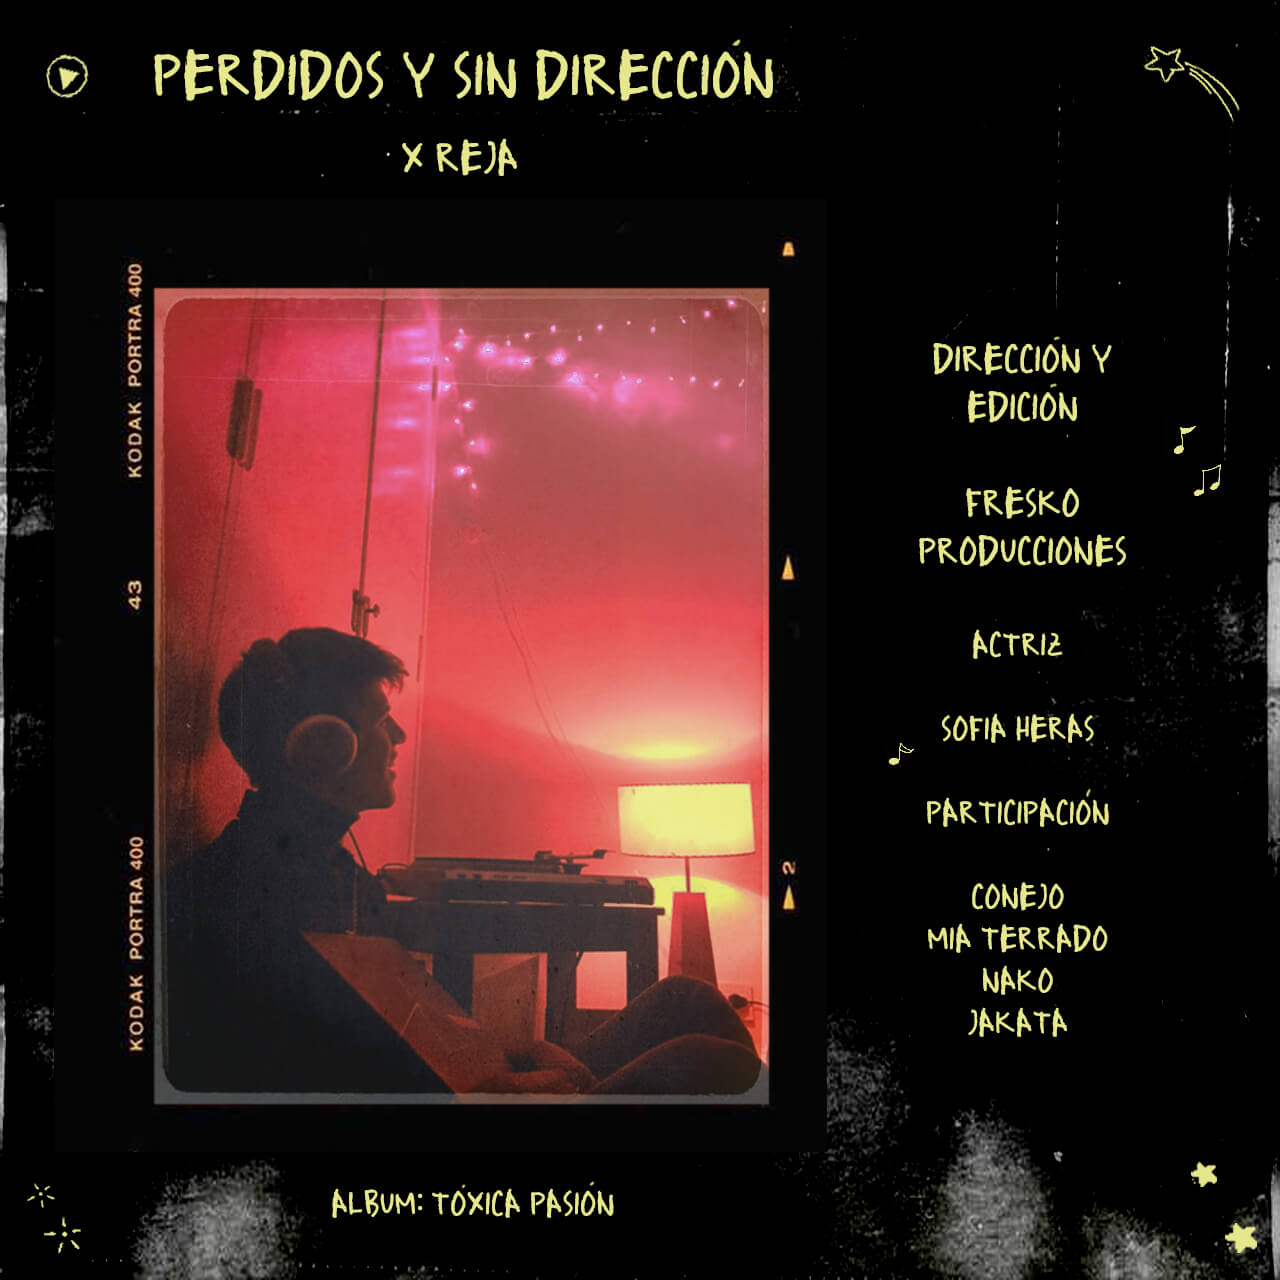 PERDIDOS Y SIN DIRECCIÓN
X REJA
KODAK PORTRA 400
43
KODAK PORTRA 400
2
DIRECCIÓN Y
EDICIÓN
FRESKO
PRODUCCIONES
ACTRIZ
SOFIA HERAS
PARTICIPACIÓN
CONEJO
MIA TERRADO
NAKO
JAKATA
ALBUM: TÓXICA PASIÓN